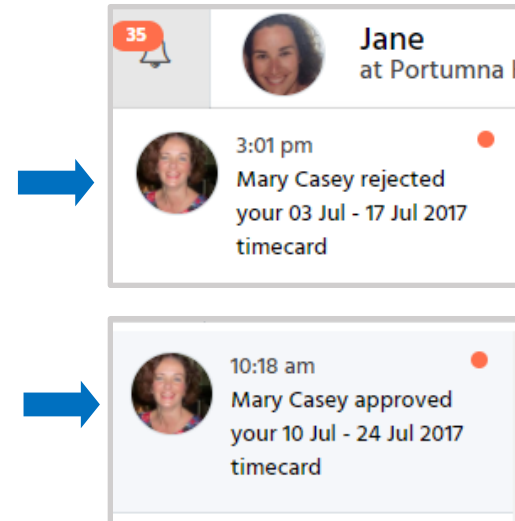 35
Jane
at Portumna
3:01 pm
Mary Casey rejected
your 03 Jul - 17 Jul 2017
timecard
10:18 am
Mary Casey approved
your 10 Jul - 24 Jul 2017
timecard